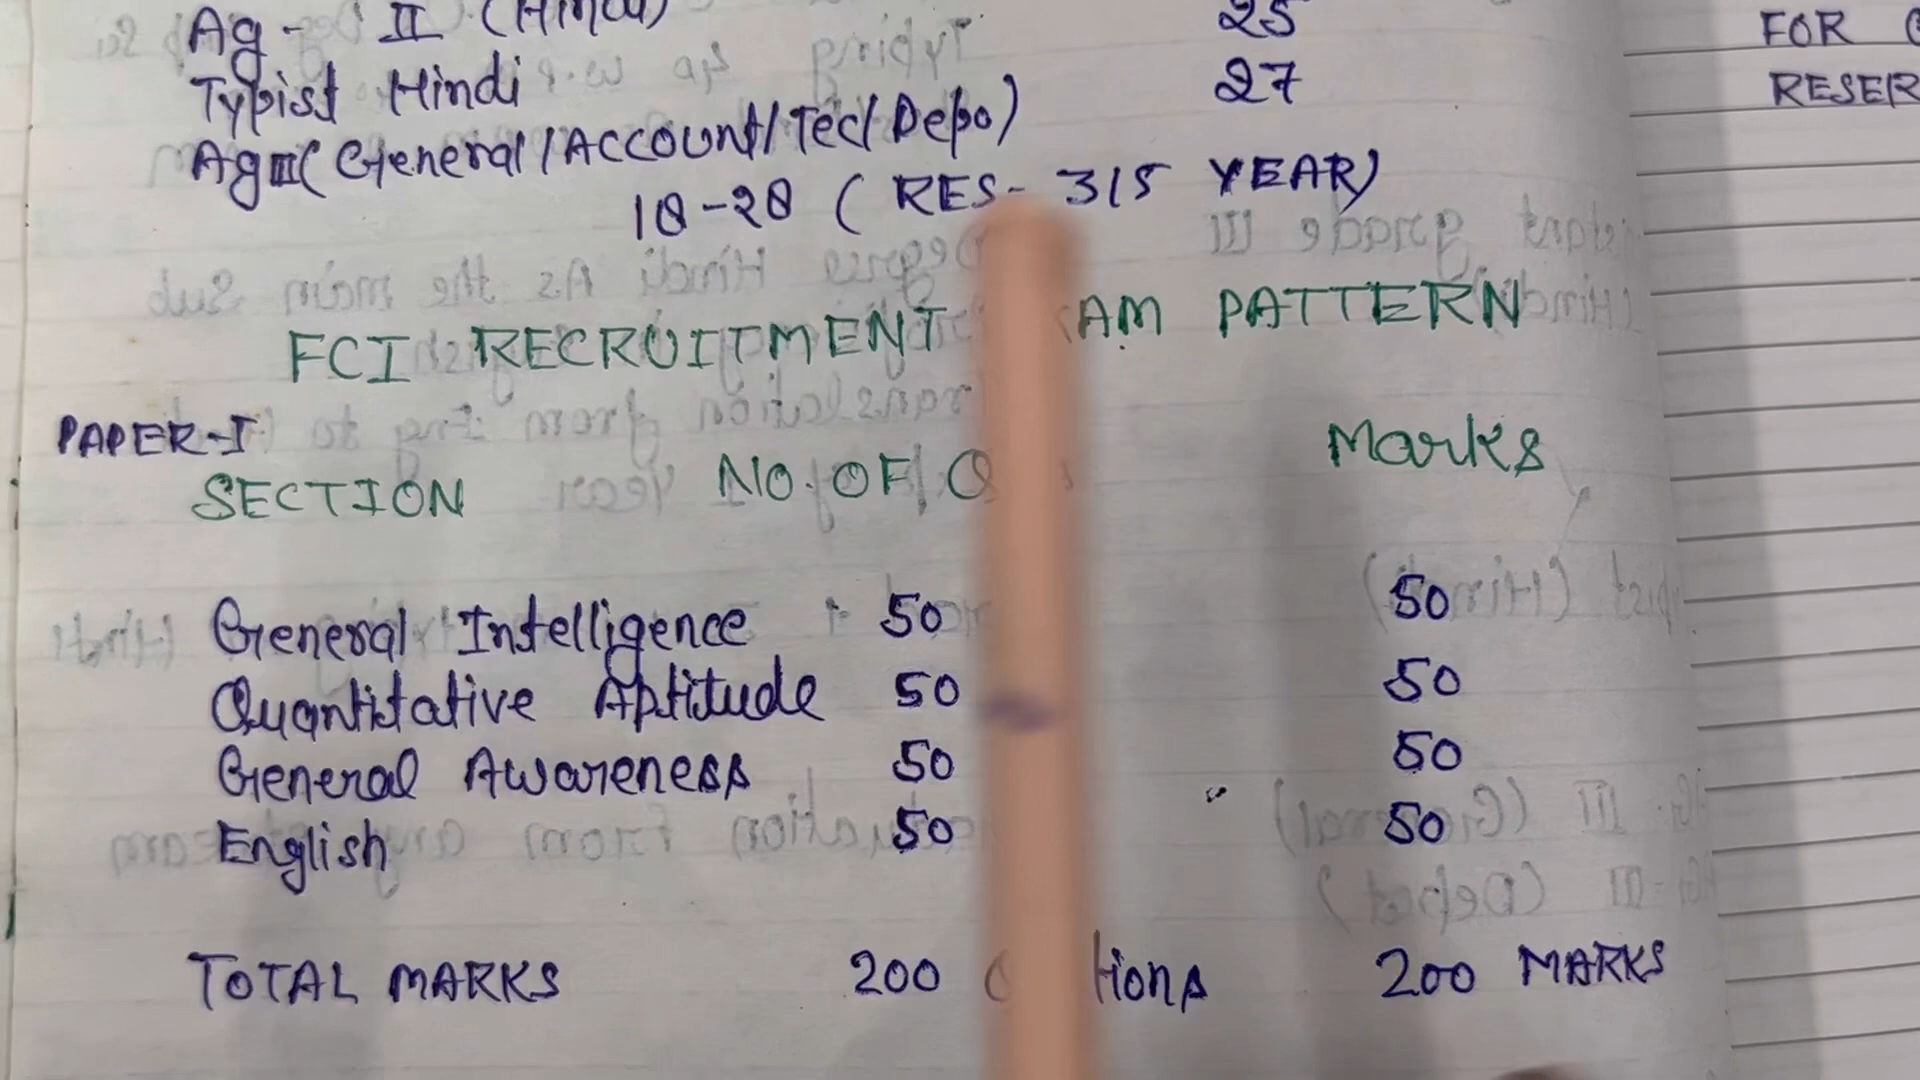 Ag - II (Hindi) 25
Typist Hindi 27
Ag III ( General / Account / Tec / Depo )
18-28 ( RES- 3/5 YEAR)
FCI RECRUITMENT AM PATTERN
PAPER-I
SECTION NO. OF Q Marks
General Intelligence 50 50
Quantitative Aptitude 50 50
General Awareness 50 50
English 50 50
TOTAL MARKS 200 tions 200 MARKS
FOR
RESER